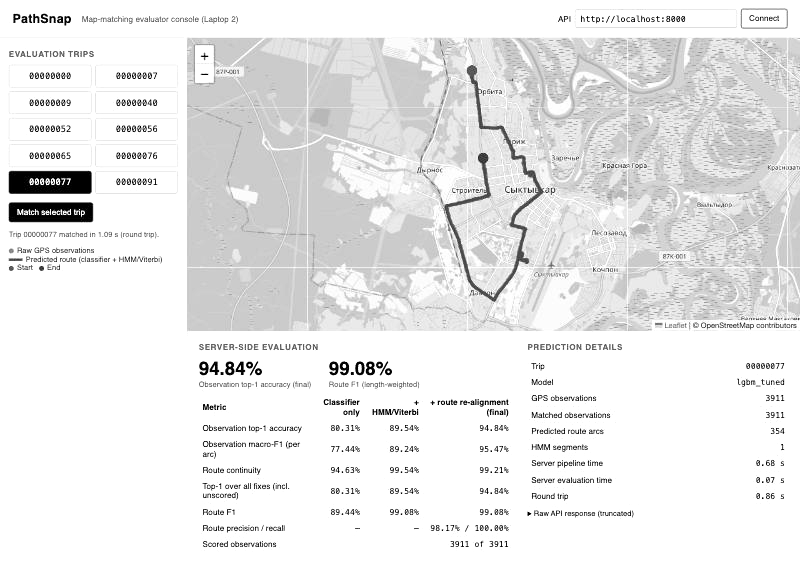 PathSnap Map-matching evaluator console (Laptop 2) API http://localhost:8000 Connect
EVALUATION TRIPS
00000000 00000007
00000009 00000040
00000052 00000056
00000065 00000076
00000077 00000091
Match selected trip
Trip 00000077 matched in 1.09 s (round trip).
Raw GPS observations
Predicted route (classifier + HMM/Viterbi)
Start End
+
−
87Р-001
Орбита
Париж
Заречье
Красная Гора
Дырнос
Строитель
Сыктывкар
Выльтыдор
Лесозавод
87К-001
Кочпон
Сыктывкар
Leaflet | © OpenStreetMap contributors
SERVER-SIDE EVALUATION
94.84% 99.08%
Observation top-1 accuracy (final) Route F1 (length-weighted)
Metric Classifier only + HMM/Viterbi + route re-alignment (final)
Observation top-1 accuracy 80.31% 89.54% 94.84%
Observation macro-F1 (per arc) 77.44% 89.24% 95.47%
Route continuity 94.63% 99.54% 99.21%
Top-1 over all fixes (incl. unscored) 80.31% 89.54% 94.84%
Route F1 89.44% 99.08% 99.08%
Route precision / recall — — 98.17% / 100.00%
Scored observations 3911 of 3911
PREDICTION DETAILS
Trip 00000077
Model lgbm_tuned
GPS observations 3911
Matched observations 3911
Predicted route arcs 354
HMM segments 1
Server pipeline time 0.68 s
Server evaluation time 0.07 s
Round trip 0.86 s
▸ Raw API response (truncated)